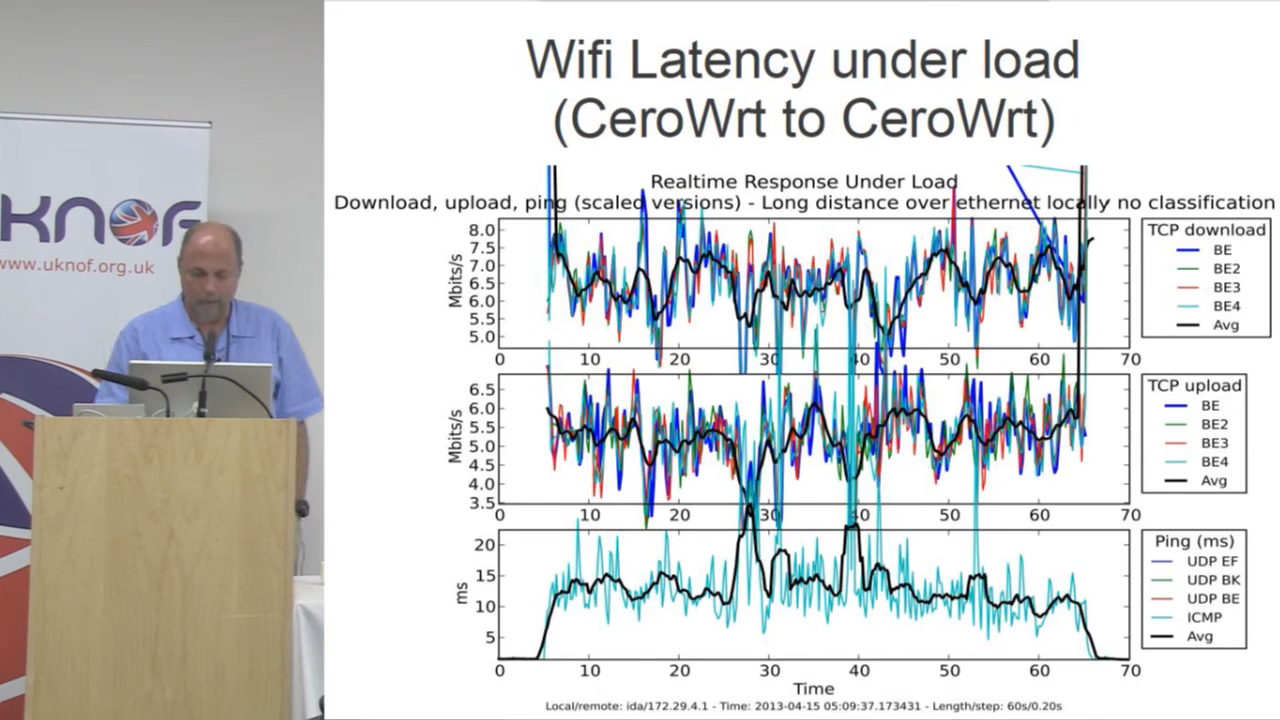 KNOF
www.uknof.org.uk
Wifi Latency under load
(CeroWrt to CeroWrt)
Realtime Response Under Load
Download, upload, ping (scaled versions) - Long distance over ethernet locally no classification
Mbits/s
8.0
7.5
7.0
6.5
6.0
5.5
5.0
0 10 20 30 40 50 60 70
TCP download
BE
BE2
BE3
BE4
Avg
Mbits/s
6.5
6.0
5.5
5.0
4.5
4.0
3.5
0 10 20 30 40 50 60 70
TCP upload
BE
BE2
BE3
BE4
Avg
ms
20
15
10
5
0 10 20 30 40 50 60 70
Time
Ping (ms)
UDP EF
UDP BK
UDP BE
ICMP
Avg
Local/remote: ida/172.29.4.1 - Time: 2013-04-15 05:09:37.173431 - Length/step: 60s/0.20s